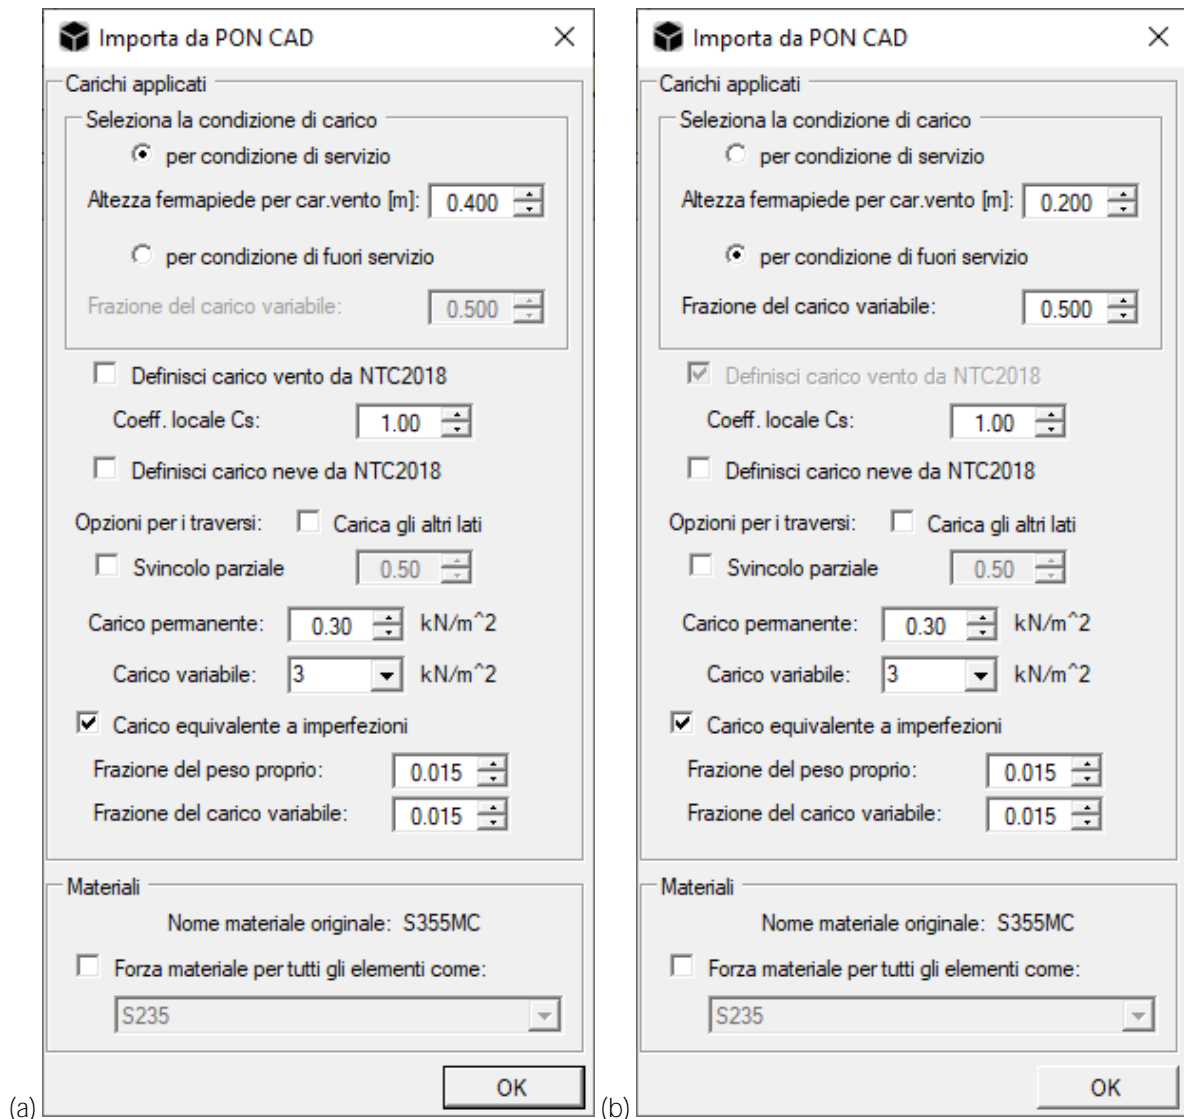 Importa da PON CAD
Carichi applicati
Seleziona la condizione di carico
per condizione di servizio
Altezza fermapiede per car.vento [m]: 0.400
per condizione di fuori servizio
Frazione del carico variabile: 0.500
Definisci carico vento da NTC2018
Coeff. locale Cs: 1.00
Definisci carico neve da NTC2018
Opzioni per i traversi: Carica gli altri lati
Svincolo parziale 0.50
Carico permanente: 0.30 kN/m^2
Carico variabile: 3 kN/m^2
Carico equivalente a imperfezioni
Frazione del peso proprio: 0.015
Frazione del carico variabile: 0.015
Materiali
Nome materiale originale: S355MC
Forza materiale per tutti gli elementi come:
S235
OK
(a)
Importa da PON CAD
Carichi applicati
Seleziona la condizione di carico
per condizione di servizio
Altezza fermapiede per car.vento [m]: 0.200
per condizione di fuori servizio
Frazione del carico variabile: 0.500
Definisci carico vento da NTC2018
Coeff. locale Cs: 1.00
Definisci carico neve da NTC2018
Opzioni per i traversi: Carica gli altri lati
Svincolo parziale 0.50
Carico permanente: 0.30 kN/m^2
Carico variabile: 3 kN/m^2
Carico equivalente a imperfezioni
Frazione del peso proprio: 0.015
Frazione del carico variabile: 0.015
Materiali
Nome materiale originale: S355MC
Forza materiale per tutti gli elementi come:
S235
OK
(b)